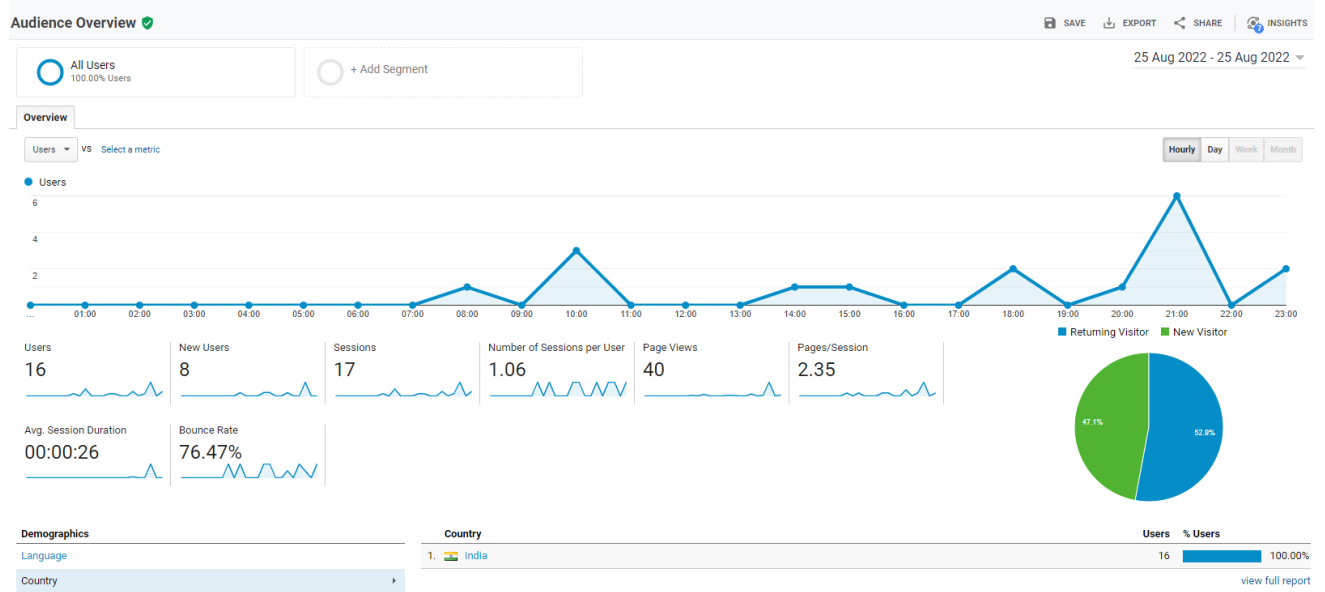 Audience Overview
SAVE EXPORT SHARE 7 INSIGHTS
All Users
100.00% Users
+ Add Segment
25 Aug 2022 - 25 Aug 2022
Overview
Users VS Select a metric
Hourly Day Week Month
Users
6
4
2
... 01:00 02:00 03:00 04:00 05:00 06:00 07:00 08:00 09:00 10:00 11:00 12:00 13:00 14:00 15:00 16:00 17:00 18:00 19:00 20:00 21:00 22:00 23:00
Returning Visitor New Visitor
Users New Users Sessions Number of Sessions per User Page Views Pages/Session
16 8 17 1.06 40 2.35
47.1%
52.9%
Avg. Session Duration Bounce Rate
00:00:26 76.47%
Demographics
Language
Country
Country Users % Users
1. India 16 100.00%
view full report